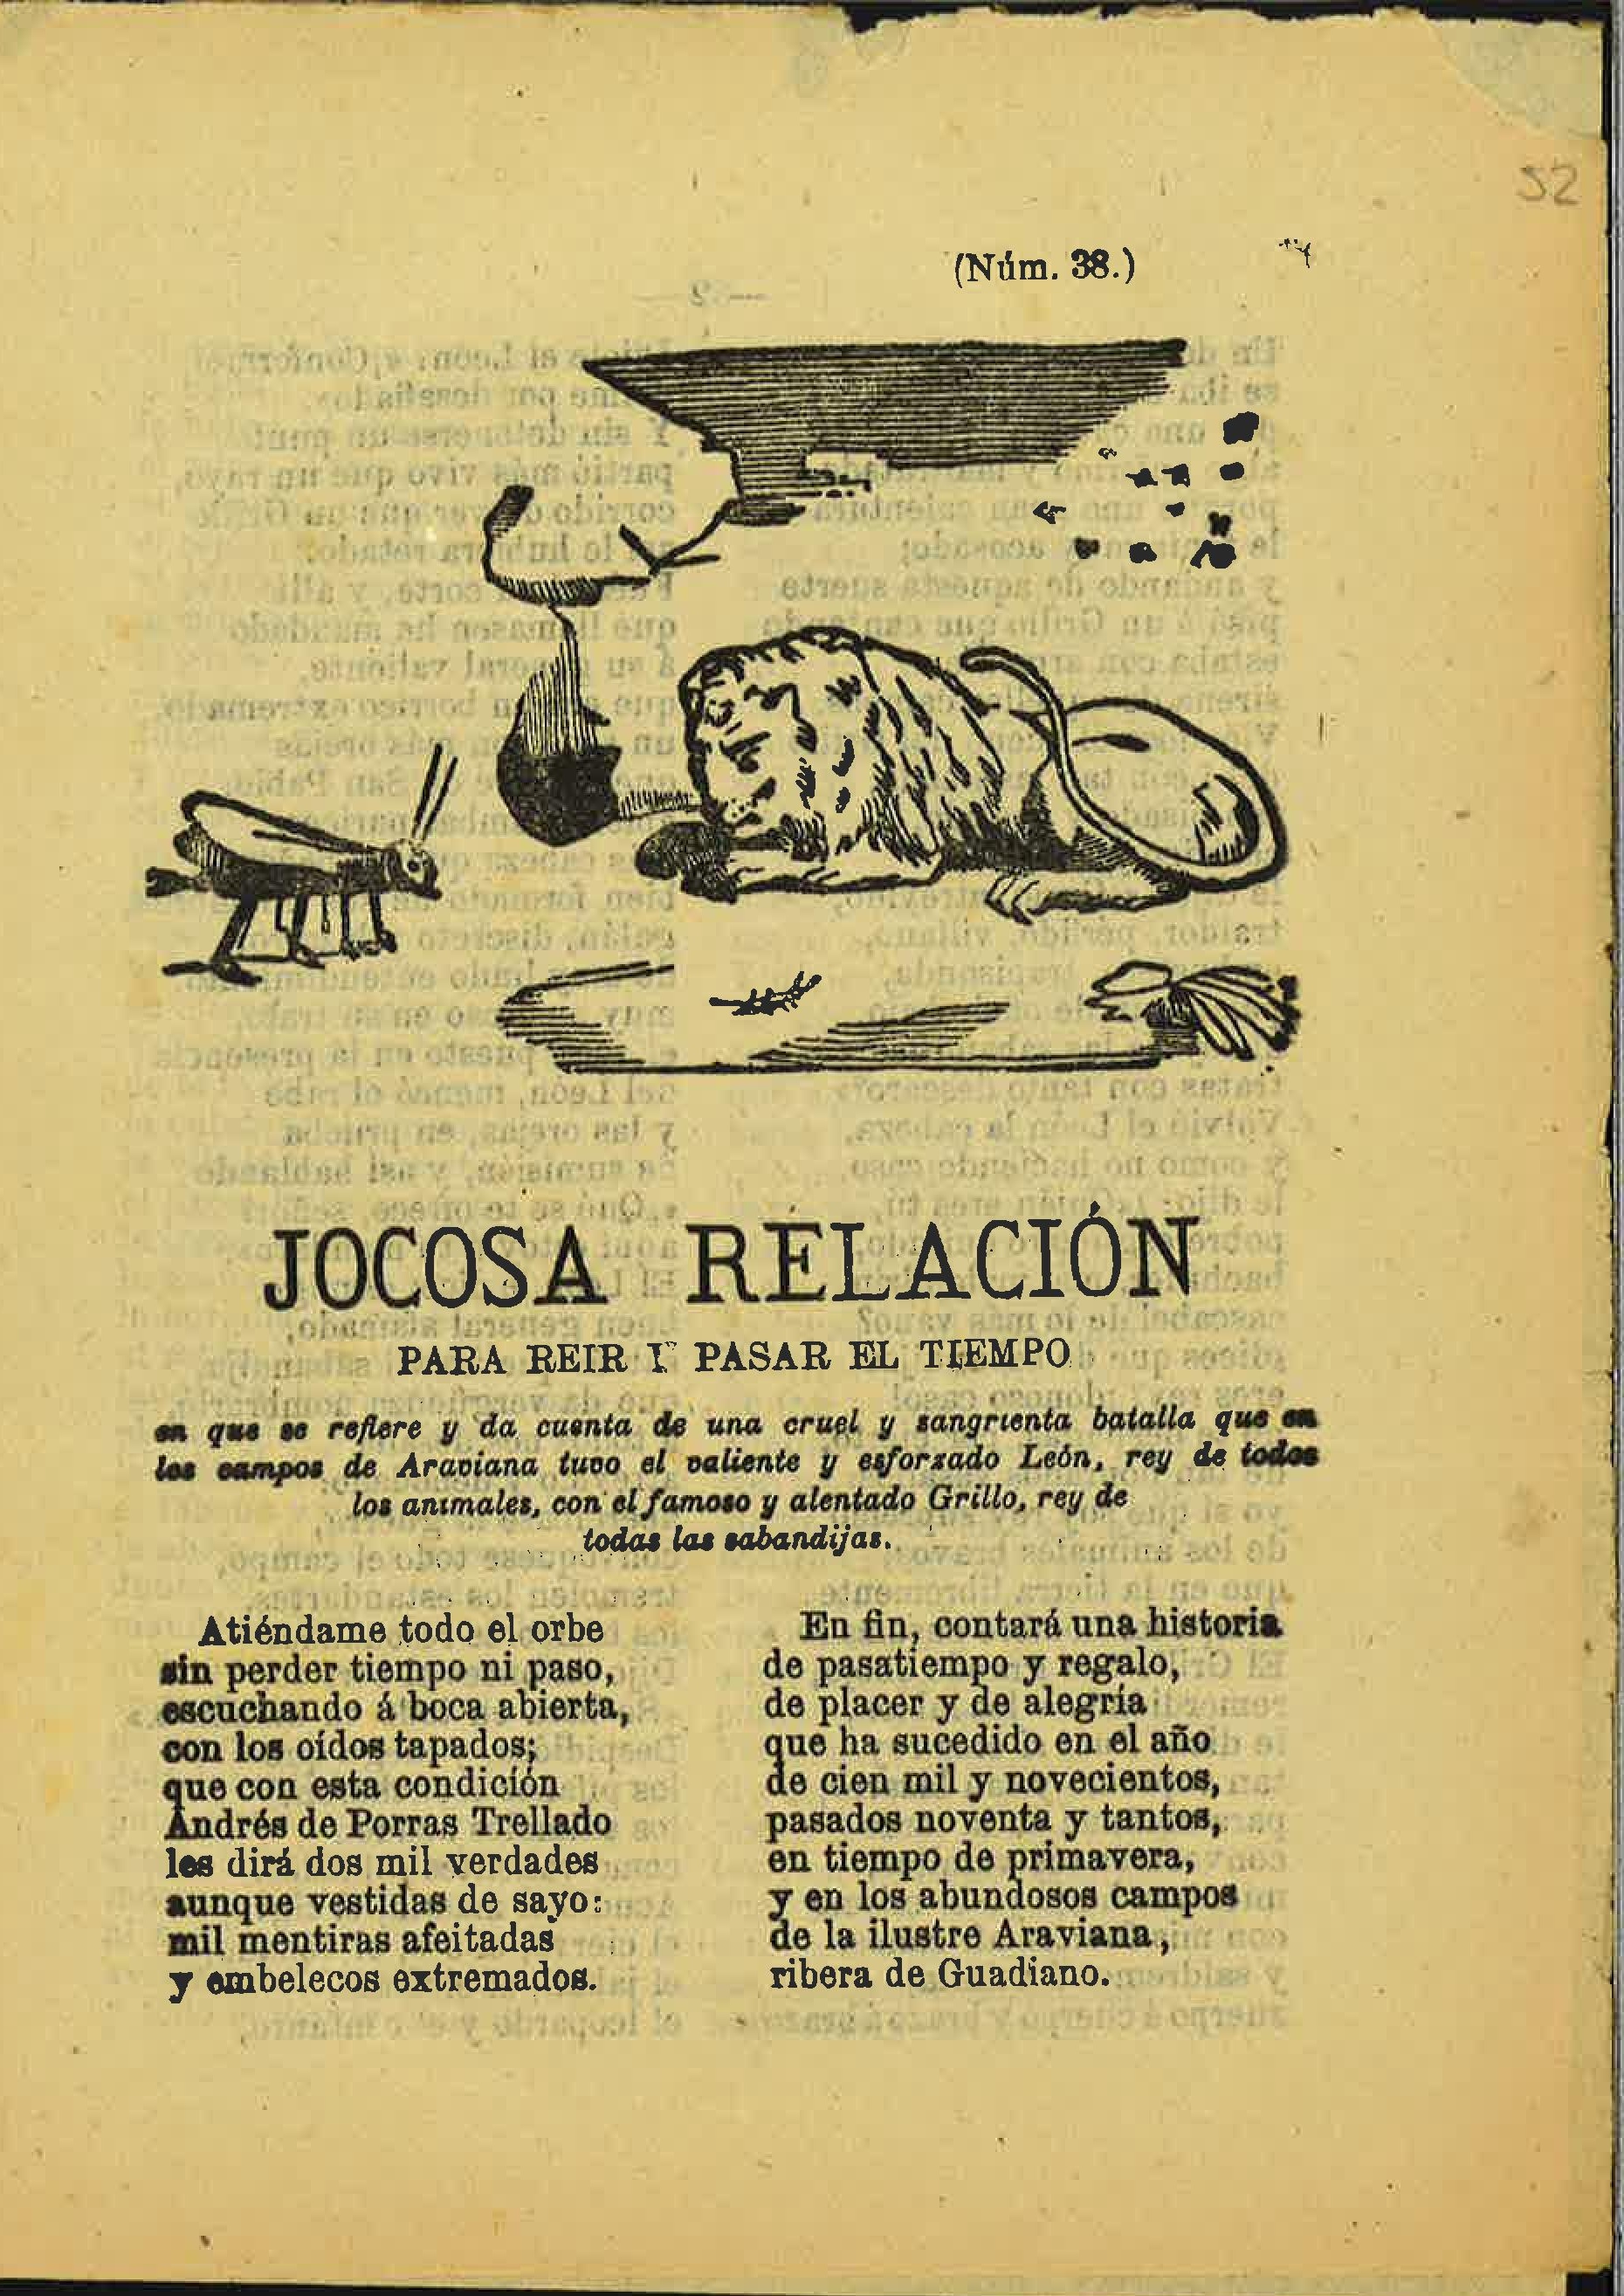 52
(Núm. 38.)
JOCOSA RELACIÓN
PARA REIR Y PASAR EL TIEMPO
en que se refiere y da cuenta de una cruel y sangrienta batalla que en
los campos de Araviana tuvo el valiente y esforzado León, rey de todos
los animales, con el famoso y alentado Grillo, rey de
todas las sabandijas.
Atiéndame todo el orbe
sin perder tiempo ni paso,
escuchando á boca abierta,
con los oídos tapados;
que con esta condición
Andrés de Porras Trellado
les dirá dos mil verdades
aunque vestidas de sayo:
mil mentiras afeitadas
y embelecos extremados.
En fin, contará una historia
de pasatiempo y regalo,
de placer y de alegría
que ha sucedido en el año
de cien mil y novecientos,
pasados noventa y tantos,
en tiempo de primavera,
y en los abundosos campos
de la ilustre Araviana,
ribera de Guadiano.